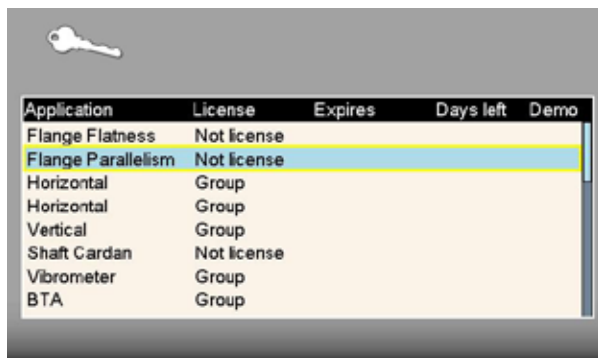 Application License Expires Days left Demo
Flange Flatness Not license
Flange Parallelism Not license
Horizontal Group
Horizontal Group
Vertical Group
Shaft Cardan Not license
Vibrometer Group
BTA Group